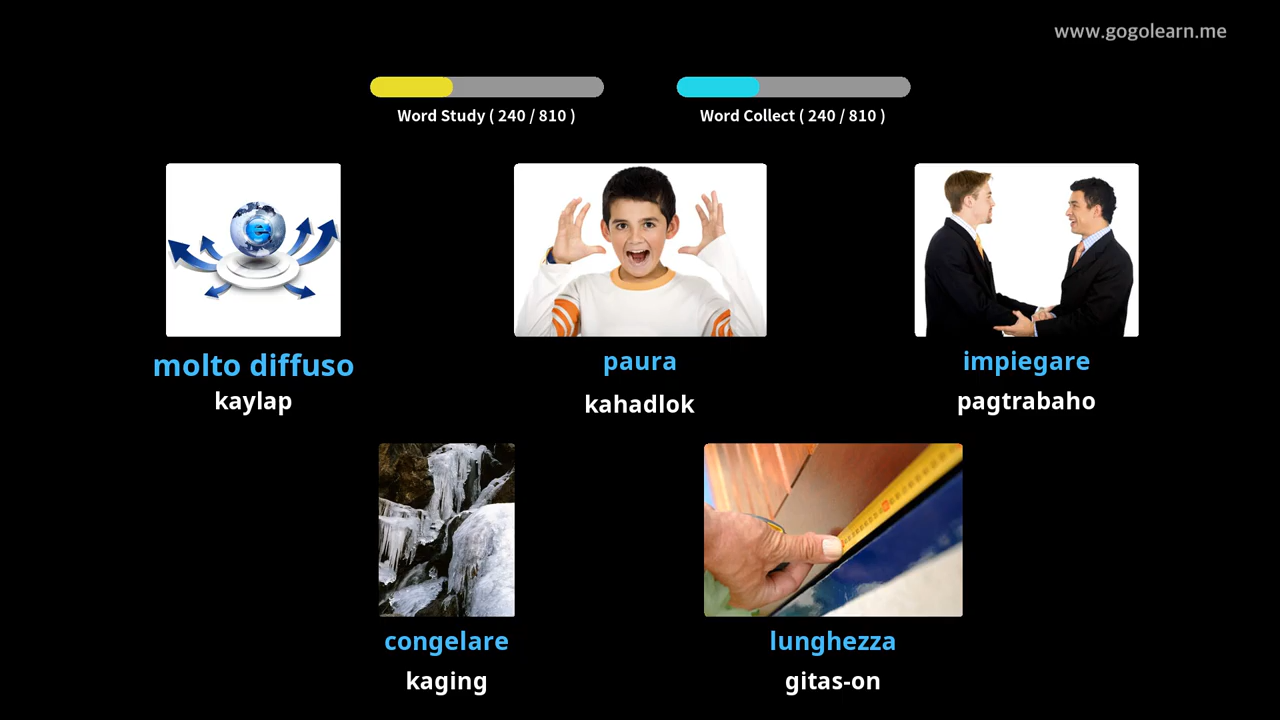 www.gogolearn.me
Word Study ( 240 / 810 )
Word Collect ( 240 / 810 )
e
molto diffuso
kaylap
paura
kahadlok
impiegare
pagtrabaho
congelare
kaging
lunghezza
gitas-on